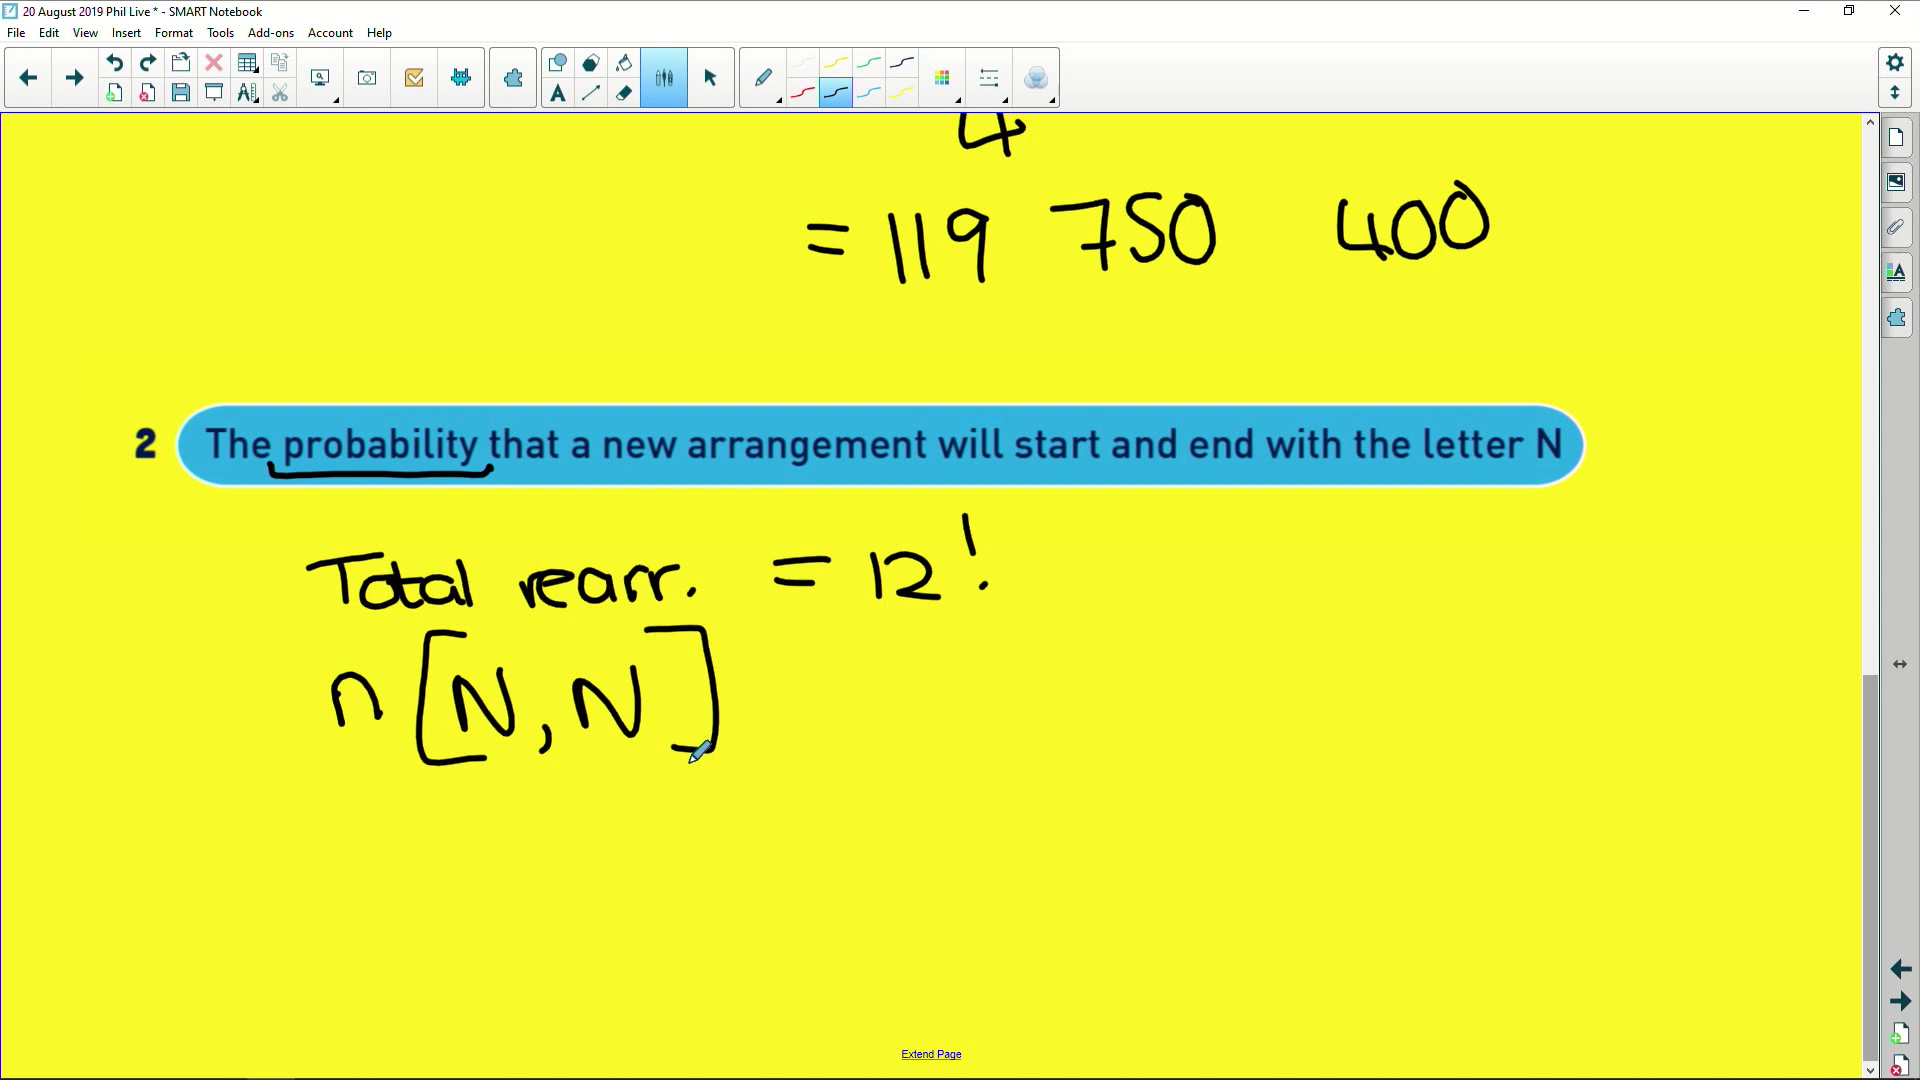 20 August 2019 Phil Live * - SMART Notebook
File Edit View Insert Format Tools Add-ons Account Help
4
= 119 750 400
2 The probability that a new arrangement will start and end with the letter N
Total rearr. = 12!
n [N, N]
Extend Page